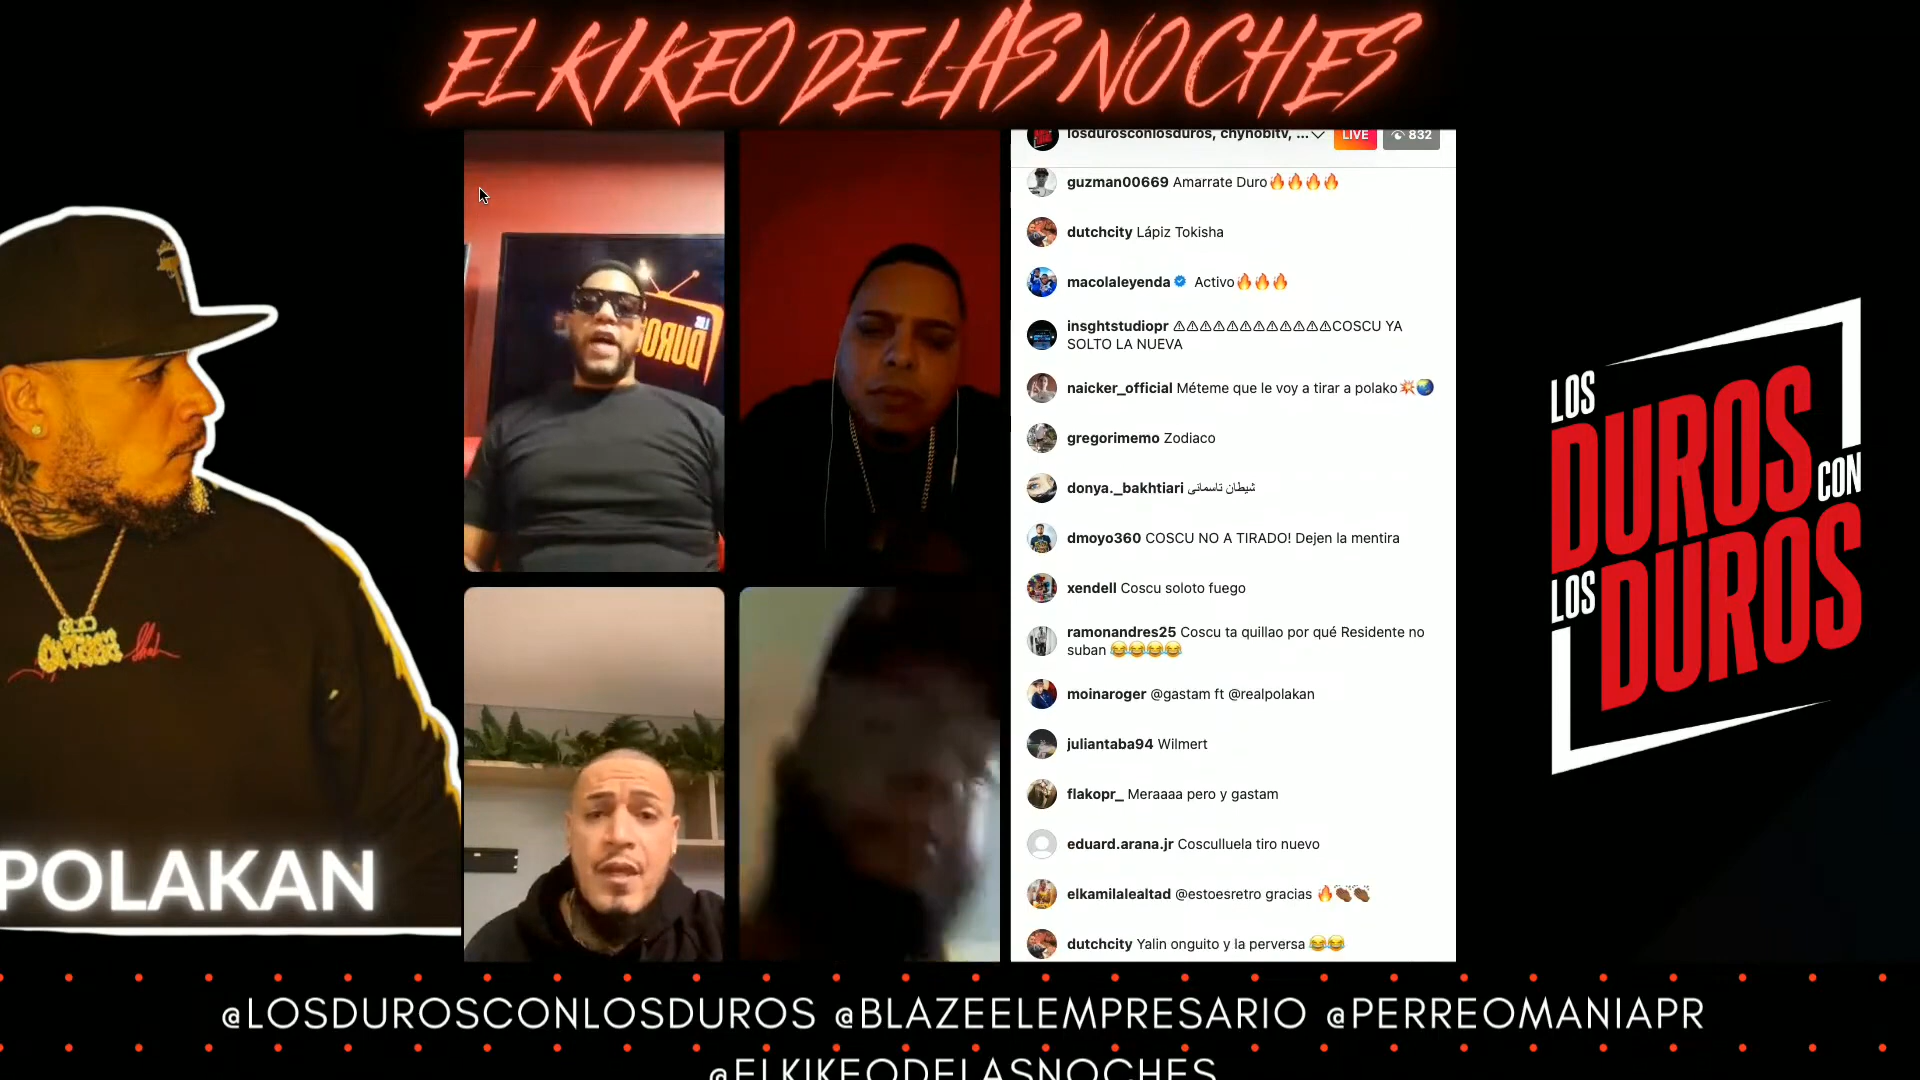 EL KIKEO DE LAS NOCHES
losdurosconlosduros, chynobitv, ...
LIVE
832
guzman00669 Amarrate Duro🔥🔥🔥🔥
dutchcity Lápiz Tokisha
macolaleyenda Activo🔥🔥🔥
insghtstudiopr ⚠⚠⚠⚠⚠⚠⚠⚠⚠⚠⚠⚠COSCU YA
SOLTO LA NUEVA
naicker_official Méteme que le voy a tirar a polako💥🌎
gregorimemo Zodiaco
donya._bakhtiari شیطان تاسمانی
dmoyo360 COSCU NO A TIRADO! Dejen la mentira
xendell Coscu soloto fuego
ramonandres25 Coscu ta quillao por qué Residente no
suban 😂😂😂😂
moinaroger @gastam ft @realpolakan
juliantaba94 Wilmert
flakopr_ Meraaaa pero y gastam
eduard.arana.jr Cosculluela tiro nuevo
elkamilalealtad @estoesretro gracias 🔥👏🏾👏🏾
dutchcity Yalin onguito y la perversa 😂😂
LOS
DUROS
CON
LOS
DUROS
LOS
DUROS
POLAKAN
@LOSDUROSCONLOSDUROS @BLAZEELEMPRESARIO @PERREOMANIAPR
@ELKIKEODELASNOCHES